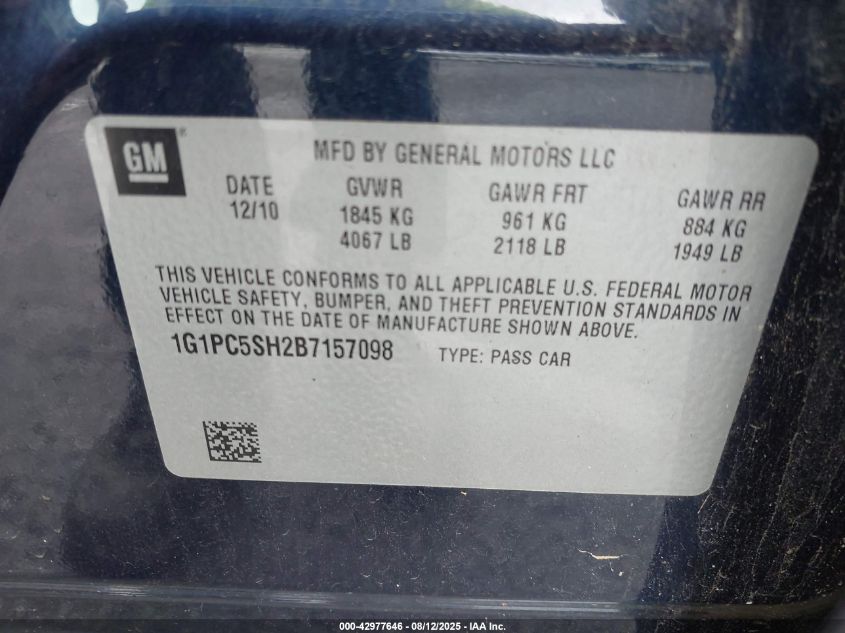 GM ®
MFD BY GENERAL MOTORS LLC
DATE GVWR GAWR FRT GAWR RR
12/10 1845 KG 961 KG 884 KG
4067 LB 2118 LB 1949 LB
THIS VEHICLE CONFORMS TO ALL APPLICABLE U.S. FEDERAL MOTOR
VEHICLE SAFETY, BUMPER, AND THEFT PREVENTION STANDARDS IN
EFFECT ON THE DATE OF MANUFACTURE SHOWN ABOVE.
1G1PC5SH2B7157098 TYPE: PASS CAR
000-42977646 - 08/12/2025 - IAA Inc.